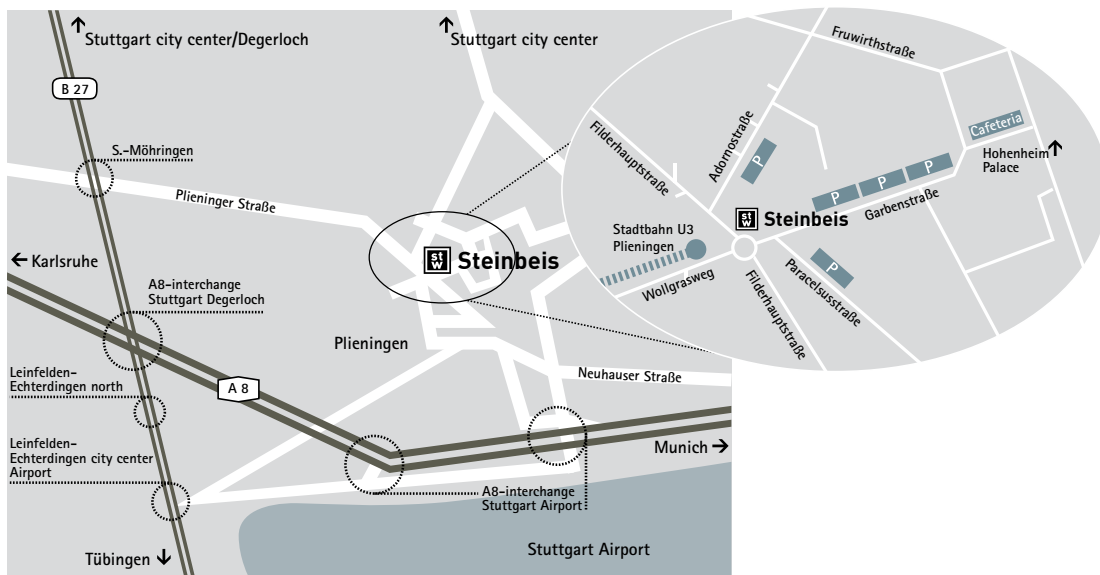 Stuttgart city center/Degerloch
Stuttgart city center
B 27
S.-Möhringen
Plieninger Straße
Karlsruhe
A8-interchange
Stuttgart Degerloch
stw Steinbeis
Plieningen
Leinfelden-
Echterdingen north
A 8
Neuhauser Straße
Leinfelden-
Echterdingen city center
Airport
Munich
A8-interchange
Stuttgart Airport
Tübingen
Stuttgart Airport
Fruwirthstraße
Filderhauptstraße
Adornostraße
P
Cafeteria
Hohenheim
Palace
P
P
P
Garbenstraße
stw Steinbeis
Stadtbahn U3
Plieningen
Wollgrasweg
P
Paracelsusstraße
Filderhauptstraße